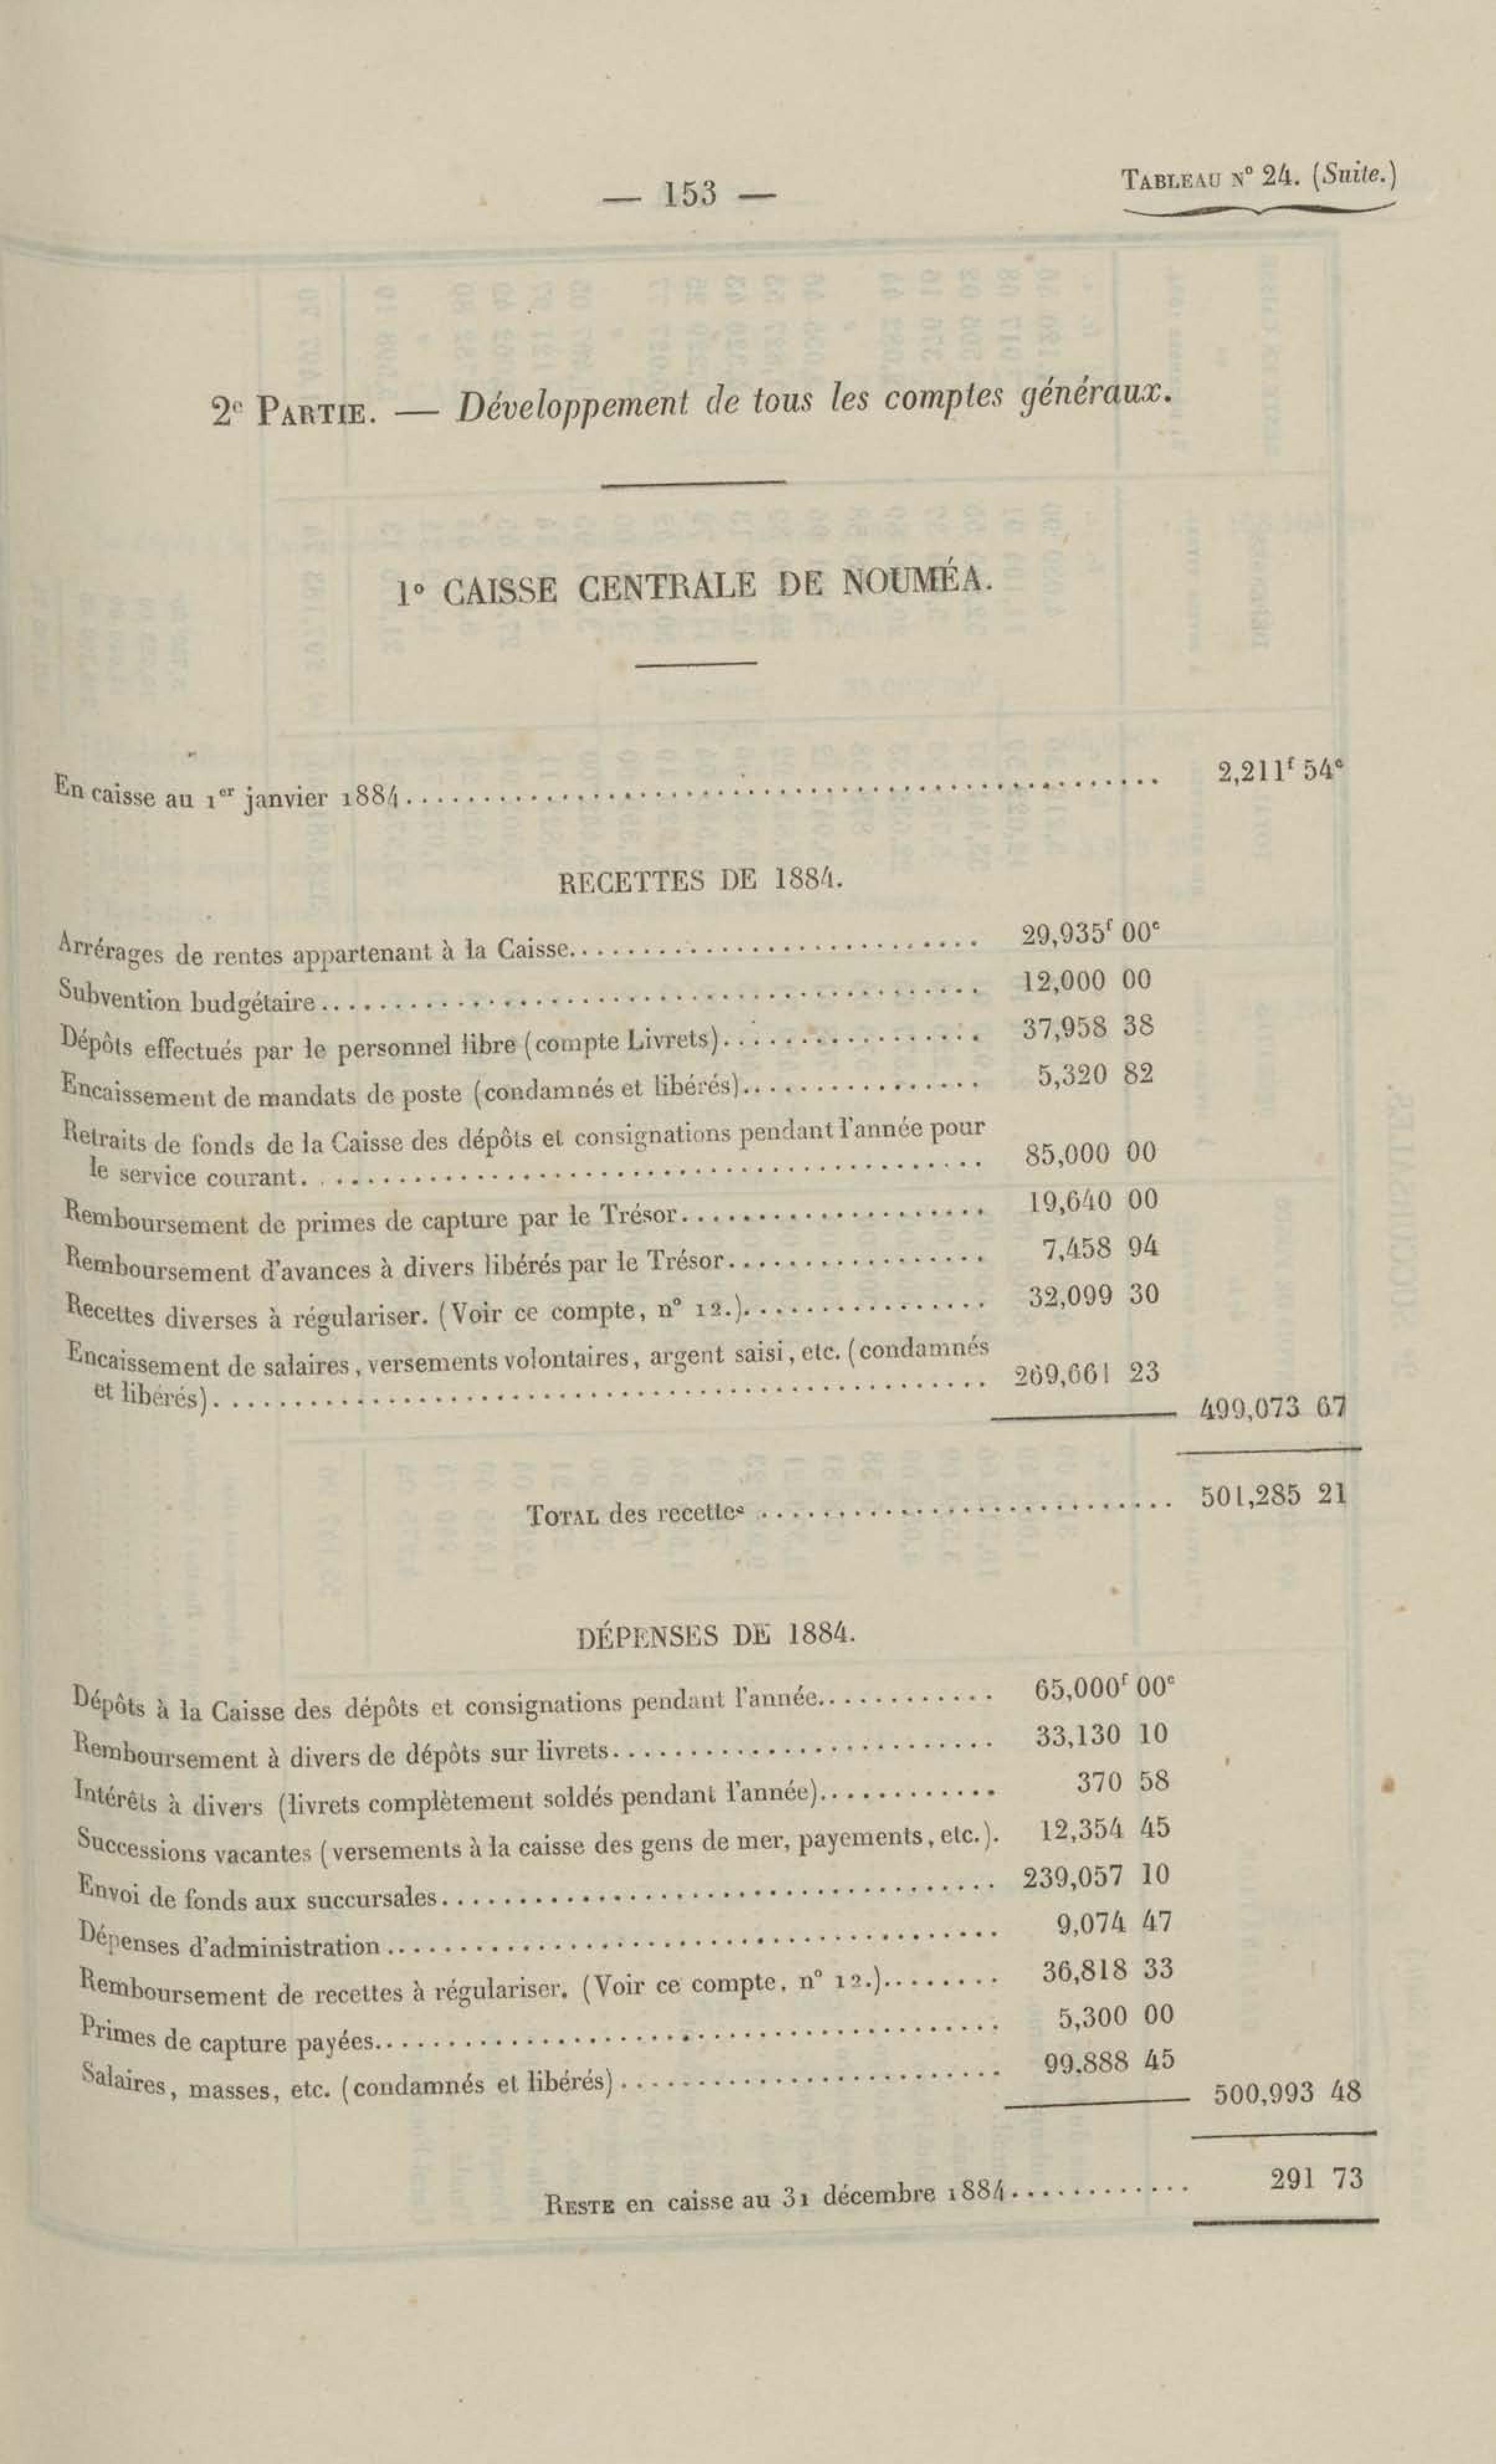 — 153 —
TABLEAU N° 24. (Suite.)
2e PARTIE. — Développement de tous les comptes généraux.
1° CAISSE CENTRALE DE NOUMÉA.
En caisse au 1er janvier 1884........ 2,211f 54c
RECETTES DE 1884.
Arrérages de rentes appartenant à la Caisse........ 29,935f 00c
Subvention budgétaire........ 12,000 00
Dépôts effectués par le personnel libre (compte Livrets)........ 37,958 38
Encaissement de mandats de poste (condamnés et libérés)........ 5,320 82
Retraits de fonds de la Caisse des dépôts et consignations pendant l'année pour
le service courant........ 85,000 00
Remboursement de primes de capture par le Trésor........ 19,640 00
Remboursement d'avances à divers libérés par le Trésor........ 7,458 94
Recettes diverses à régulariser. (Voir ce compte, n° 12.)........ 32,099 30
Encaissement de salaires, versements volontaires, argent saisi, etc. (condamnés
et libérés)........ 269,661 23
499,073 67
TOTAL des recettes........ 501,285 21
DÉPENSES DE 1884.
Dépôts à la Caisse des dépôts et consignations pendant l'année........ 65,000f 00c
Remboursement à divers de dépôts sur livrets........ 33,130 10
Intérêts à divers (livrets complètement soldés pendant l'année)........ 370 58
Successions vacantes (versements à la caisse des gens de mer, payements, etc.). 12,354 45
Envoi de fonds aux succursales........ 239,057 10
Dépenses d'administration........ 9,074 47
Remboursement de recettes à régulariser. (Voir ce compte, n° 12.)........ 36,818 33
Primes de capture payées........ 5,300 00
Salaires, masses, etc. (condamnés et libérés)........ 99,888 45
500,993 48
RESTE en caisse au 31 décembre 1884........ 291 73